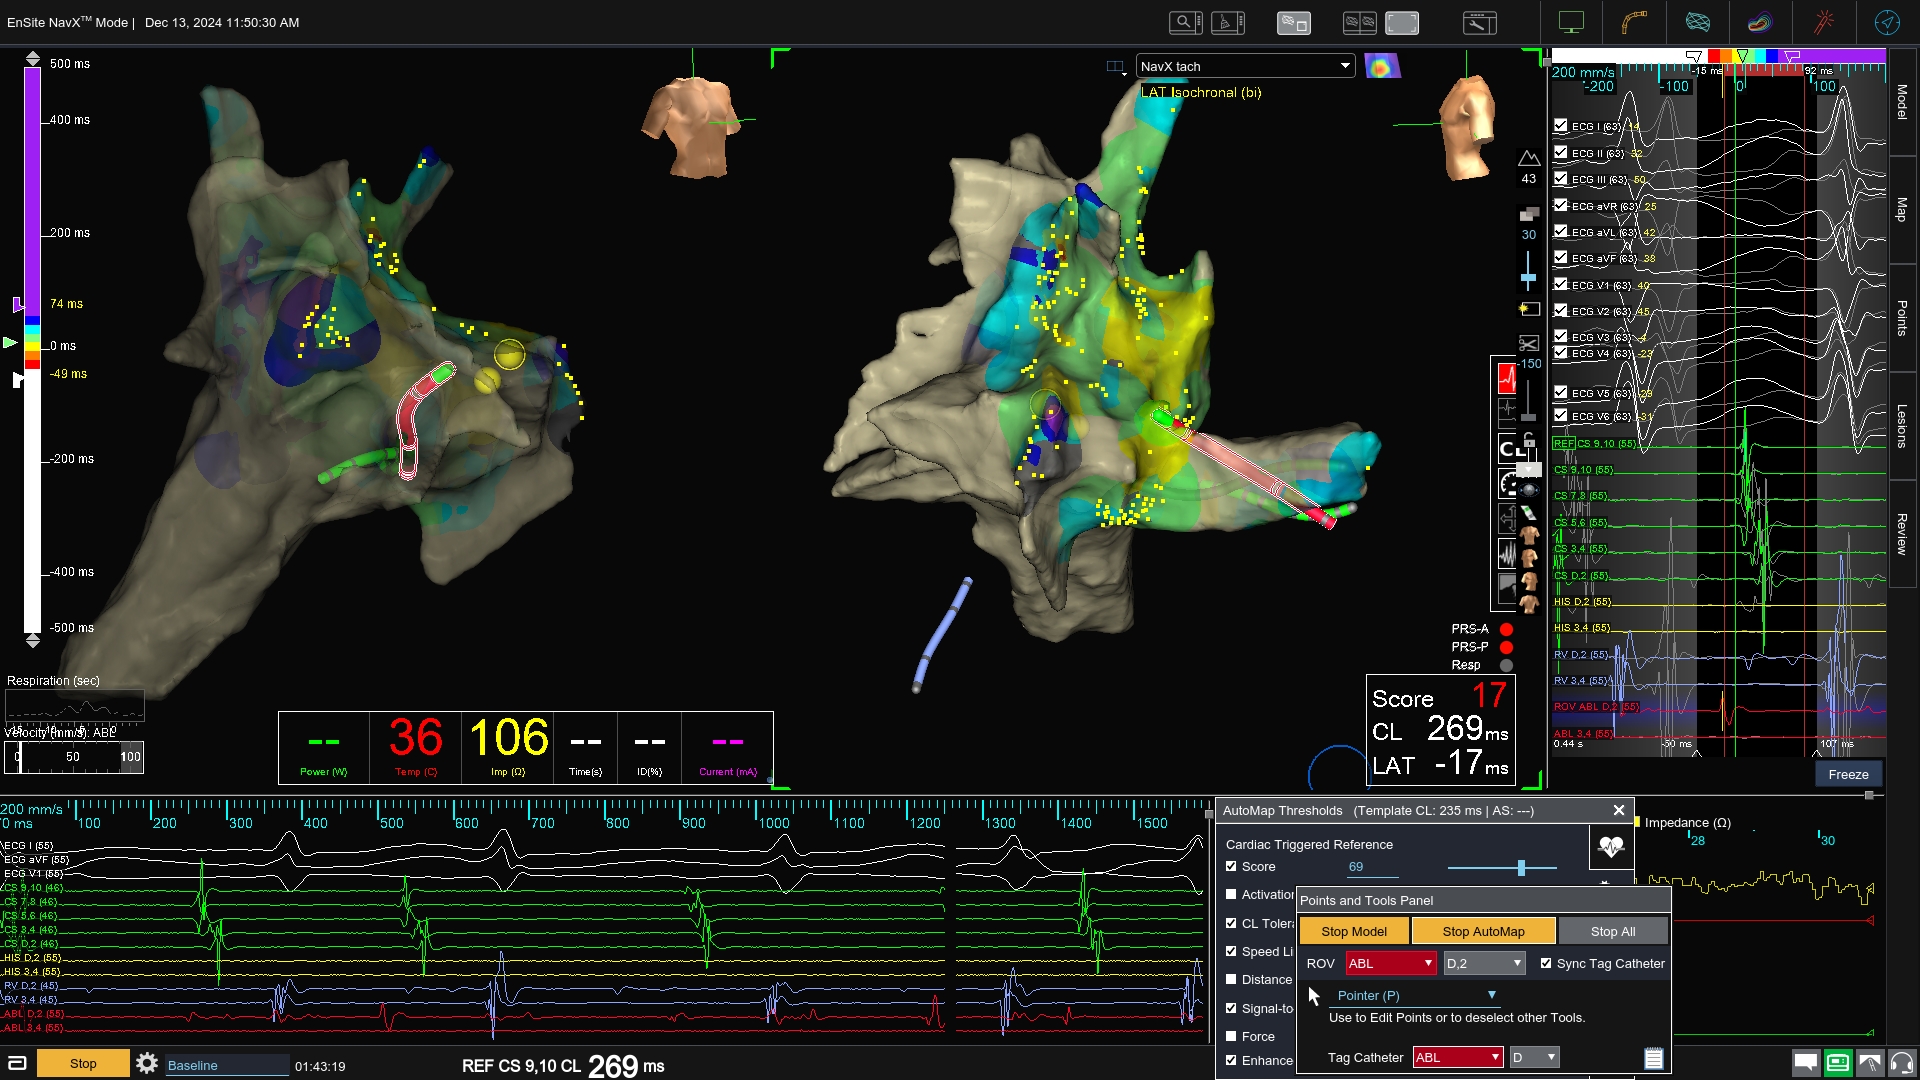 EnSite NavX™ Mode | Dec 13, 2024 11:50:30 AM
500 ms
400 ms
200 ms
74 ms
0 ms
-49 ms
-200 ms
-400 ms
-500 ms
NavX tach
LAT Isochronal (bi)
43
30
-150
CL
Respiration (sec)
Velocity (mm/s): ABL
0 50 100
-- 36 106 -- -- --
Power (W) Temp (C) Imp (Ω) Time(s) ID(%) Current (mA)
PRS-A
PRS-P
Resp
Score 17
CL 269 ms
LAT -17 ms
200 mm/s
-15 ms
92 ms
-200 -100 0 100
ECG I (63) 14
ECG II (63) 32
ECG III (63) 50
ECG aVR (63) 25
ECG aVL (63) 42
ECG aVF (63) 38
ECG V1 (63) 40
ECG V2 (63) 45
ECG V3 (63) -4
ECG V4 (63) -23
ECG V5 (63) -29
ECG V6 (63) -31
REF CS 9,10 (55)
CS 9,10 (55)
CS 7,8 (55)
CS 5,6 (55)
CS 3,4 (55)
CS D,2 (55)
HIS D,2 (55)
HIS 3,4 (55)
RV D,2 (55)
RV 3,4 (55)
ROV ABL D,2 (55)
ABL 3,4 (55)
0.44 s
-50 ms
107 ms
Freeze
Model
Map
Points
Lesions
Review
200 mm/s
0 ms 100 200 300 400 500 600 700 800 900 1000 1100 1300 1400 1500
ECG I (55)
ECG aVF (55)
ECG V1 (55)
CS 9,10 (46)
CS 7,8 (46)
CS 5,6 (46)
CS 3,4 (46)
CS D,2 (46)
HIS D,2 (55)
HIS 3,4 (55)
RV D,2 (45)
RV 3,4 (45)
ABL D,2 (55)
ABL 3,4 (55)
AutoMap Thresholds (Template CL: 235 ms | AS: ---)
Cardiac Triggered Reference
Score 69
Activation
CL Tolera
Speed Li
Distance
Signal-to
Force
Enhance
Impedance (Ω)
28 30
Points and Tools Panel
Stop Model Stop AutoMap Stop All
ROV ABL D,2 Sync Tag Catheter
Pointer (P)
Use to Edit Points or to deselect other Tools.
Tag Catheter ABL D
Stop
Baseline
01:43:19
REF CS 9,10 CL 269 ms